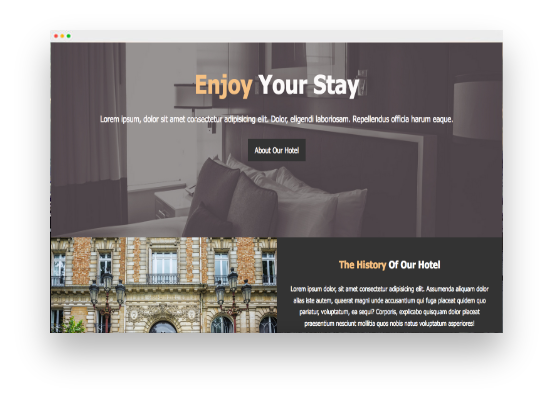 Enjoy Your Stay
Lorem ipsum, dolor sit amet consectetur adipisicing elit. Dolor, eligendi laboriosam. Repellendus officia harum eaque.
About Our Hotel
The History Of Our Hotel
Lorem ipsum dolor, sit amet consectetur adipisicing elit. Assumenda aliquam dolor
alias iste autem, quaerat magni unde accusantium qui fuga placeat quidem quo
pariatur, voluptatum, ea sequi? Corporis, explicabo quisquam dolor placeat
praesentium nesciunt mollitia quos nobis natus voluptatum asperiores!